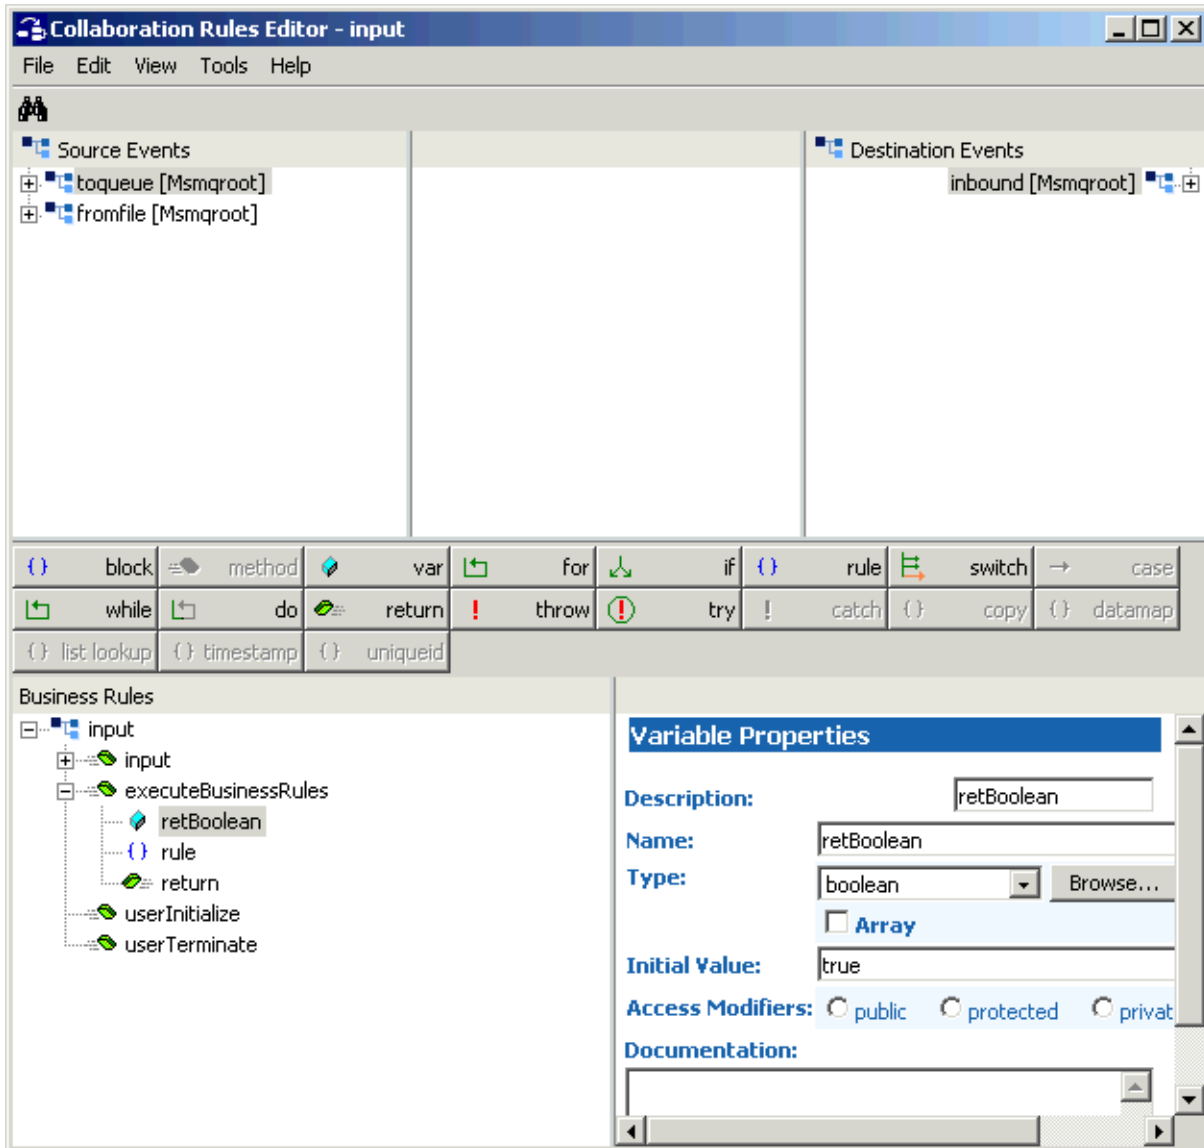 Collaboration Rules Editor - input
File Edit View Tools Help
Source Events
Destination Events
toqueue [Msmqroot]
inbound [Msmqroot]
fromfile [Msmqroot]
{} block method var for if {} rule switch case
while do return ! throw ! try ! catch {} copy {} datamap
{} list lookup {} timestamp {} uniqueid
Business Rules
input
input
executeBusinessRules
retBoolean
{} rule
return
userInitialize
userTerminate
Variable Properties
Description: retBoolean
Name: retBoolean
Type: boolean Browse...
Array
Initial Value: true
Access Modifiers: public protected privat
Documentation: